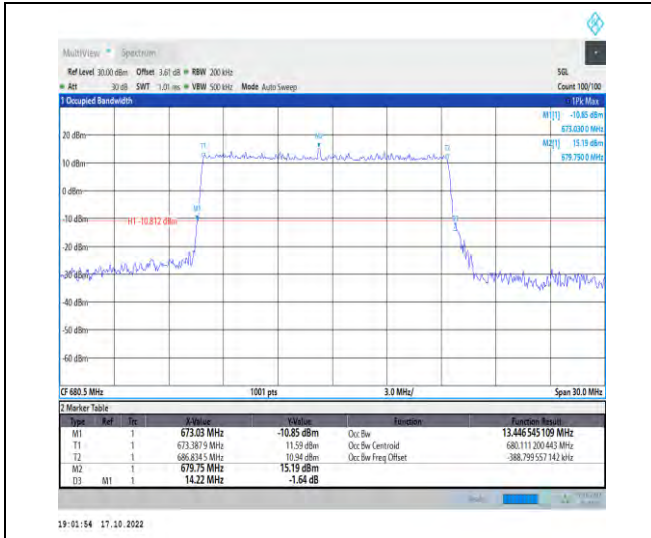 MultiView Spectrum
Ref Level 30.00 dBm Offset 3.61 dB RBW 200 kHz SGL
Att 30 dB SWT 1.01 ms VBW 500 kHz Mode Auto Sweep Count 100/100
1 Occupied Bandwidth 1Pk Max
M1[1] -10.85 dBm
673.030 0 MHz
M2[1] 15.19 dBm
679.750 0 MHz
20 dBm
M2
T1
T2
10 dBm
0 dBm
M1
-10 dBm
H1 -10.812 dBm
-20 dBm
-30 dBm
-40 dBm
-50 dBm
-60 dBm
CF 680.5 MHz 1001 pts 3.0 MHz/ Span 30.0 MHz
2 Marker Table
Type Ref Trc X-Value Y-Value Function Function Result
M1 1 673.03 MHz -10.85 dBm Occ Bw 13.446 545 109 MHz
T1 1 673.387 9 MHz 11.59 dBm Occ Bw Centroid 680.111 200 443 MHz
T2 1 686.834 5 MHz 10.94 dBm Occ Bw Freq Offset -388.799 557 142 kHz
M2 1 679.75 MHz 15.19 dBm
D3 M1 1 14.22 MHz -1.64 dB
19:01:54 17.10.2022